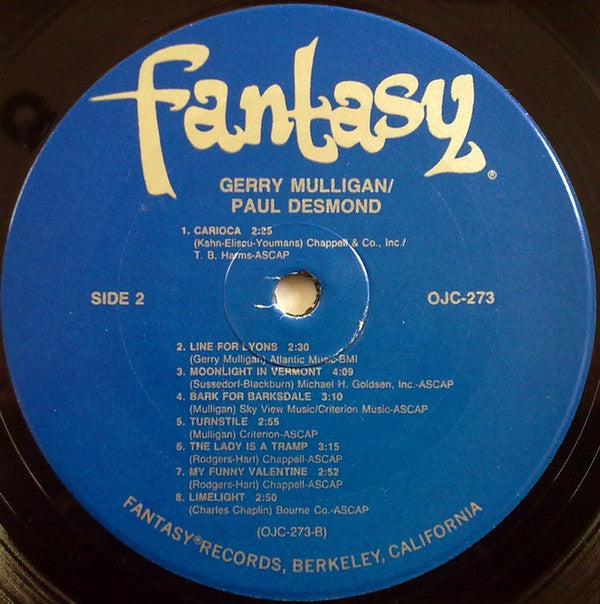 fantasy®
GERRY MULLIGAN/
PAUL DESMOND
1. CARIOCA 2:25
(Kahn-Eliscu-Youmans) Chappell & Co., Inc./
T. B. Harms-ASCAP
SIDE 2
OJC-273
2. LINE FOR LYONS 2:30
(Gerry Mulligan) Atlantic Music-BMI
3. MOONLIGHT IN VERMONT 4:09
(Sussedorf-Blackburn) Michael H. Goldsen, Inc.-ASCAP
4. BARK FOR BARKSDALE 3:10
(Mulligan) Sky View Music/Criterion Music-ASCAP
5. TURNSTILE 2:55
(Mulligan) Criterion-ASCAP
6. THE LADY IS A TRAMP 3:15
(Rodgers-Hart) Chappell-ASCAP
7. MY FUNNY VALENTINE 2:52
(Rodgers-Hart) Chappell-ASCAP
8. LIMELIGHT 2:50
(Charles Chaplin) Bourne Co.-ASCAP
(OJC-273-B)
FANTASY® RECORDS, BERKELEY, CALIFORNIA